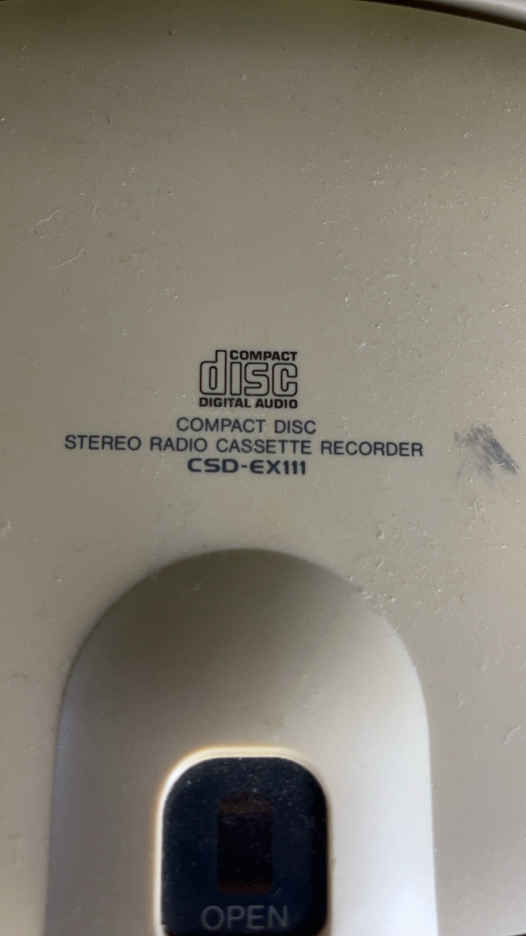 COMPACT
disc
DIGITAL AUDIO
COMPACT DISC
STEREO RADIO CASSETTE RECORDER
CSD-EX111
OPEN